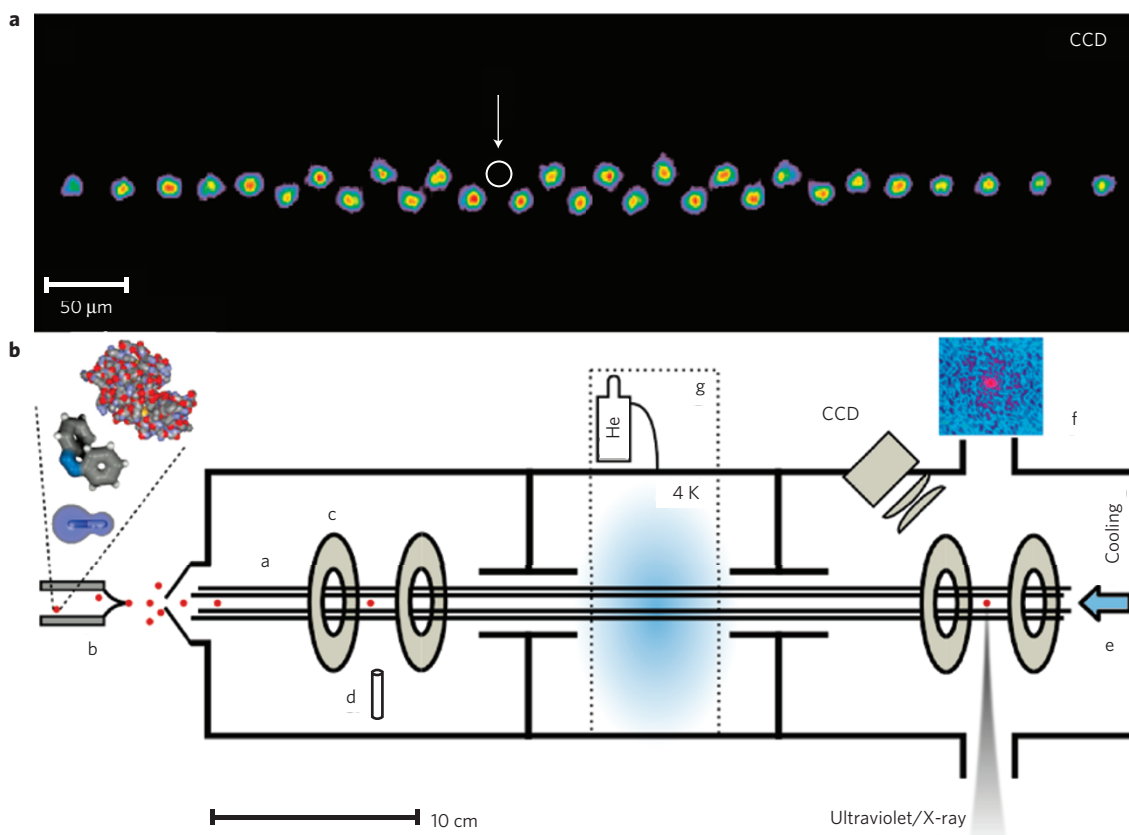 a
CCD
50 μm
b
g
He
CCD
f
4 K
c
a
Cooling
b
d
e
10 cm
Ultraviolet/X-ray